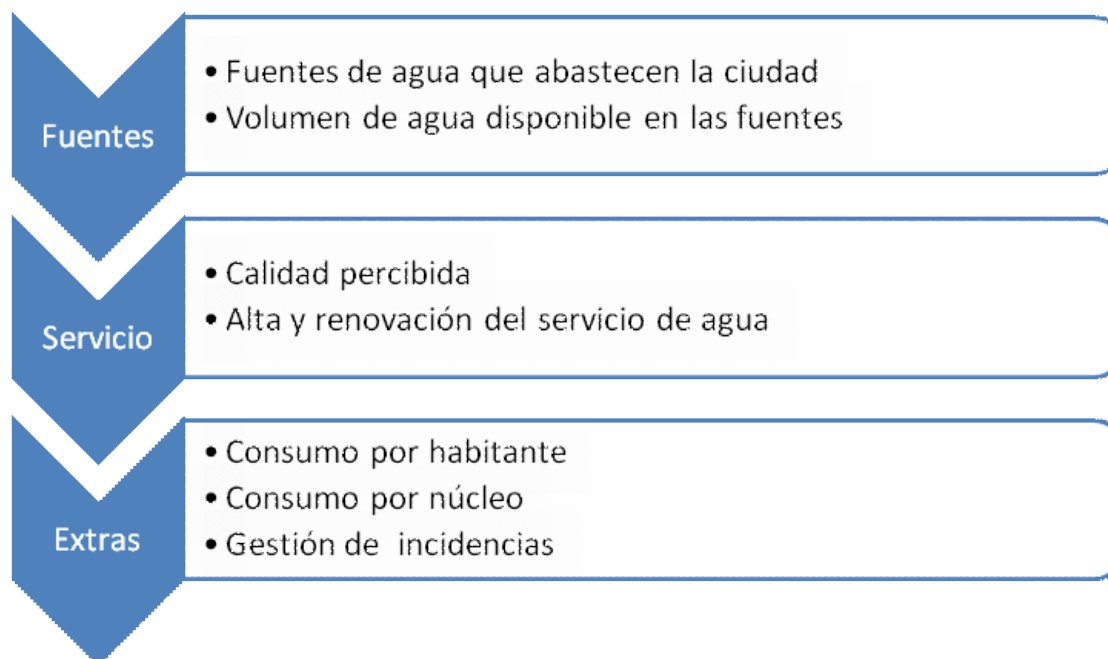 Fuentes
• Fuentes de agua que abastecen la ciudad
• Volumen de agua disponible en las fuentes
Servicio
• Calidad percibida
• Alta y renovación del servicio de agua
Extras
• Consumo por habitante
• Consumo por núcleo
• Gestión de incidencias